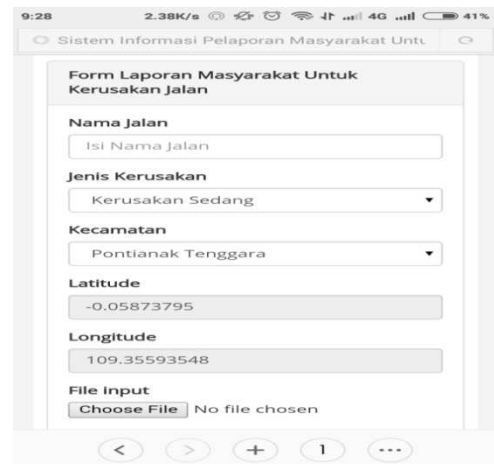 9:28 2.38K/s 4G 41%
Sistem Informasi Pelaporan Masyarakat Untu
Form Laporan Masyarakat Untuk
Kerusakan Jalan
Nama Jalan
Isi Nama Jalan
Jenis Kerusakan
Kerusakan Sedang
Kecamatan
Pontianak Tenggara
Latitude
-0.05873795
Longitude
109.35593548
File input
Choose File No file chosen
1